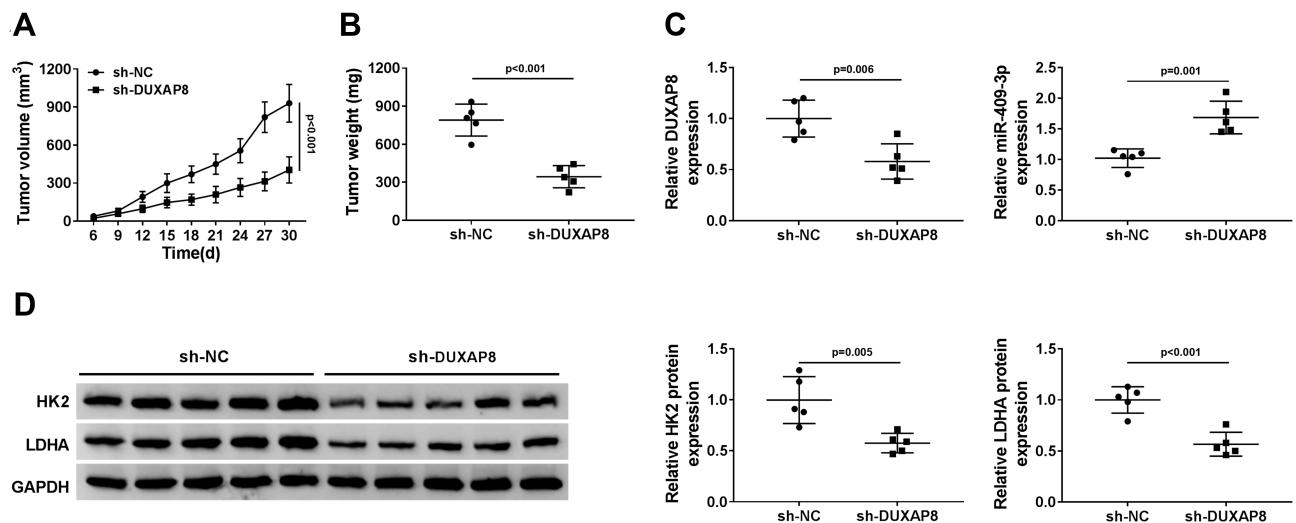 A
Tumor volume (mm3)
1200
900
600
300
0
6 9 12 15 18 21 24 27 30
Time(d)
sh-NC
sh-DUXAP8
p<0.001
B
Tumor weight (mg)
1200
900
600
300
0
p<0.001
sh-NC sh-DUXAP8
C
Relative DUXAP8
expression
1.5
1.0
0.5
0.0
p=0.006
sh-NC sh-DUXAP8
Relative miR-409-3p
expression
2.5
2.0
1.5
1.0
0.5
0.0
p=0.001
sh-NC sh-DUXAP8
D
sh-NC sh-DUXAP8
HK2
LDHA
GAPDH
Relative HK2 protein
expression
1.5
1.0
0.5
0.0
p=0.005
sh-NC sh-DUXAP8
Relative LDHA protein
expression
1.5
1.0
0.5
0.0
p<0.001
sh-NC sh-DUXAP8